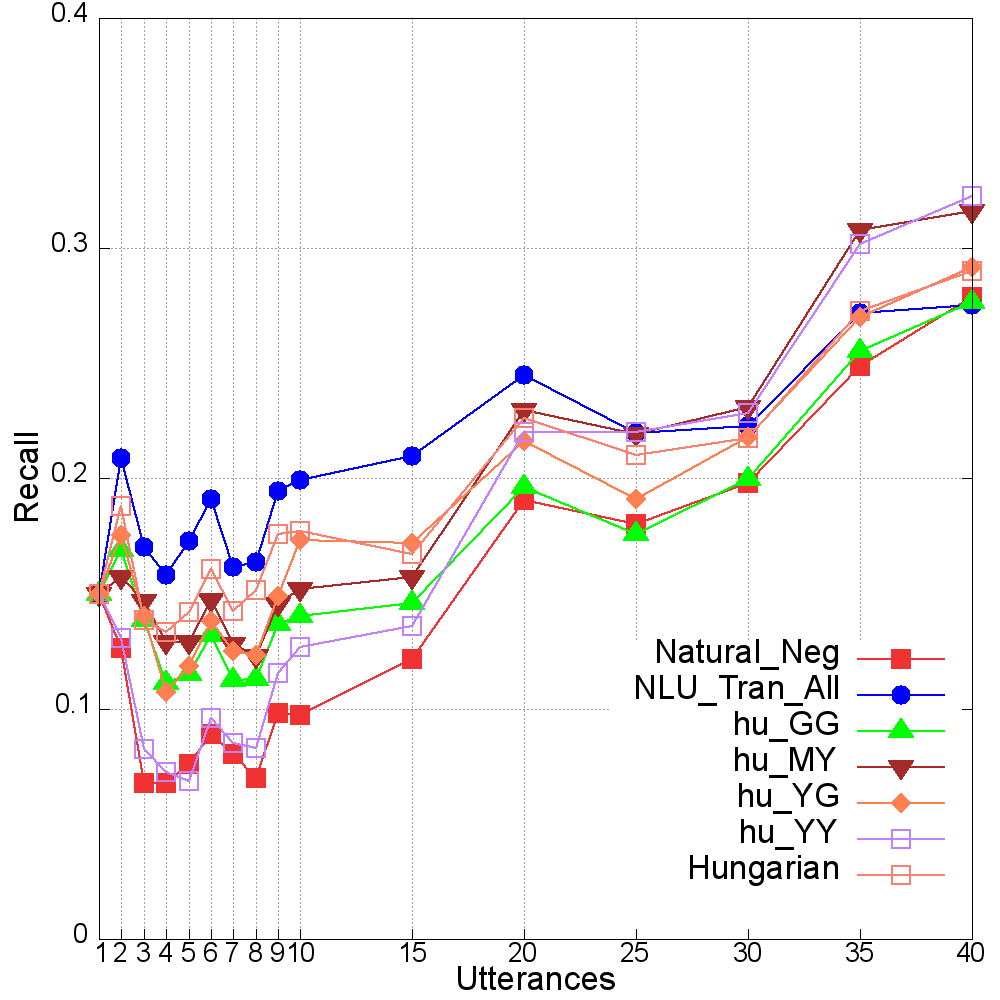 0.4
0.3
0.2
0.1
0
Recall
Natural_Neg
NLU_Tran_All
hu_GG
hu_MY
hu_YG
hu_YY
Hungarian
1 2 3 4 5 6 7 8 9 10 15 20 25 30 35 40
Utterances